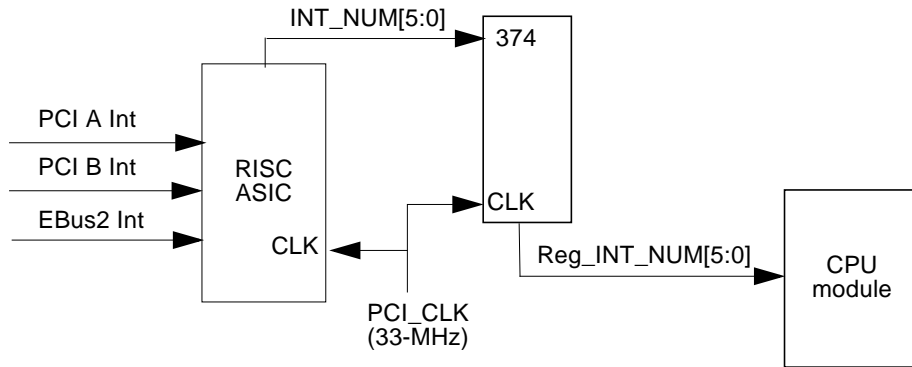 INT_NUM[5:0]
374
PCI A Int
PCI B Int
EBus2 Int
RISC
ASIC
CLK
CLK
PCI_CLK
(33-MHz)
Reg_INT_NUM[5:0]
CPU
module